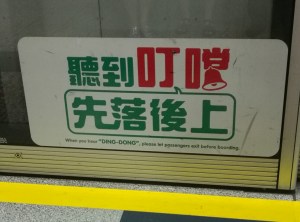 聽到叮噹
先落後上
When you hear "DING-DONG", please let passengers exit before boarding.